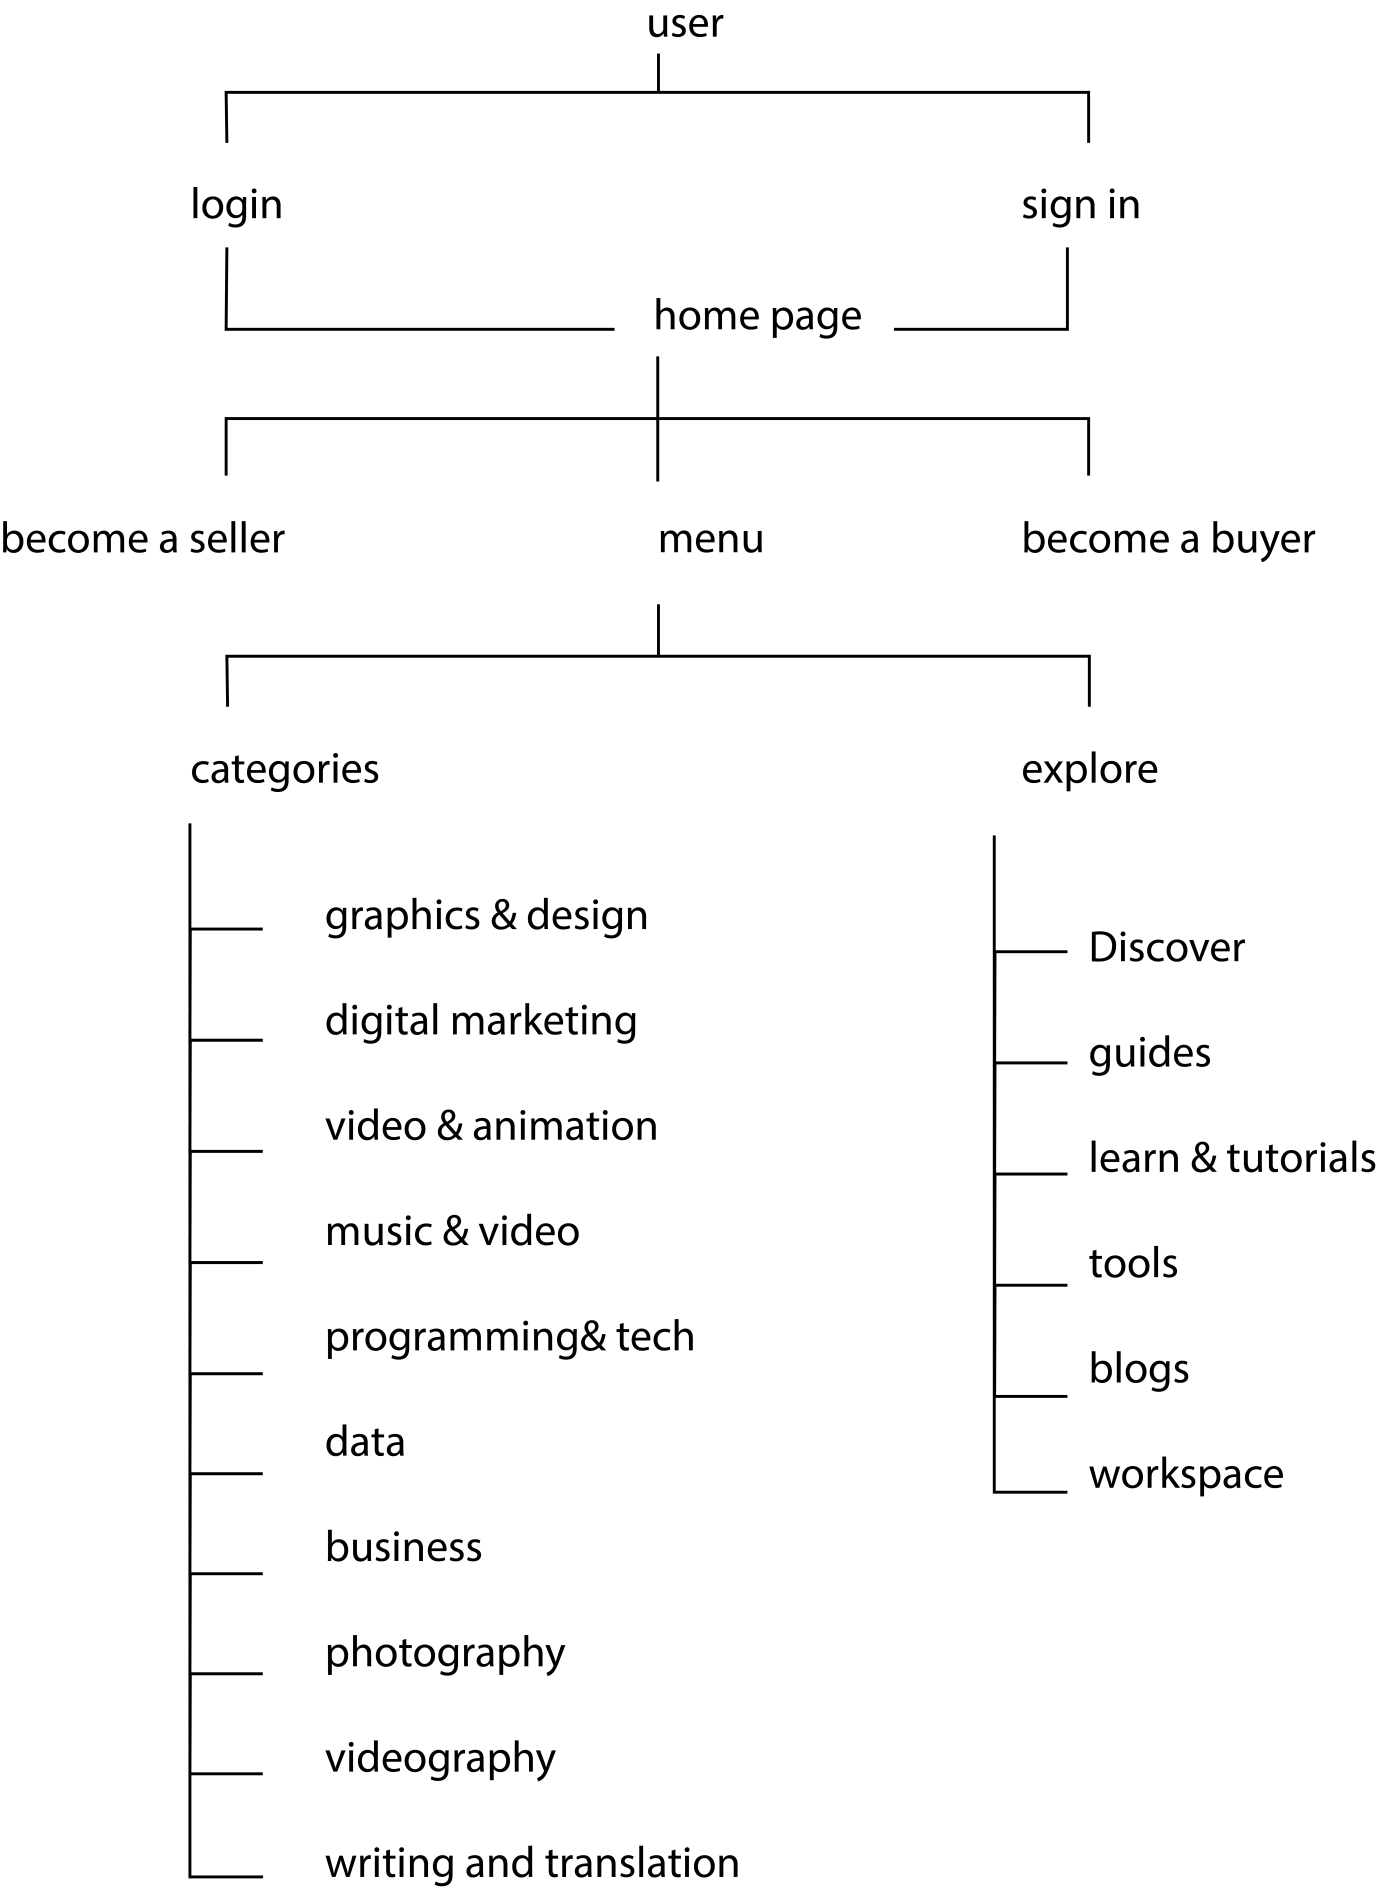 user
login
sign in
home page
become a seller
menu
become a buyer
categories
explore
graphics & design
digital marketing
video & animation
music & video
programming& tech
data
business
photography
videography
writing and translation
Discover
guides
learn & tutorials
tools
blogs
workspace